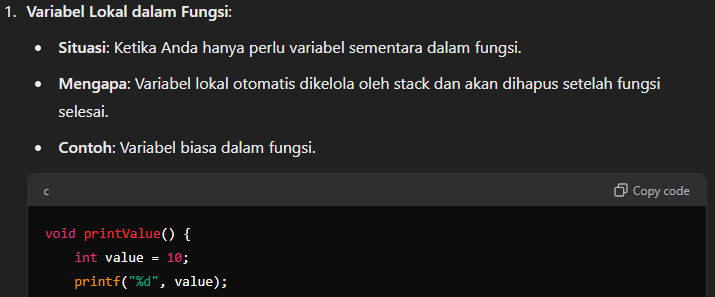 1. Variabel Lokal dalam Fungsi:
• Situasi: Ketika Anda hanya perlu variabel sementara dalam fungsi.
• Mengapa: Variabel lokal otomatis dikelola oleh stack dan akan dihapus setelah fungsi
selesai.
• Contoh: Variabel biasa dalam fungsi.
c Copy code
void printValue() {
    int value = 10;
    printf("%d", value);